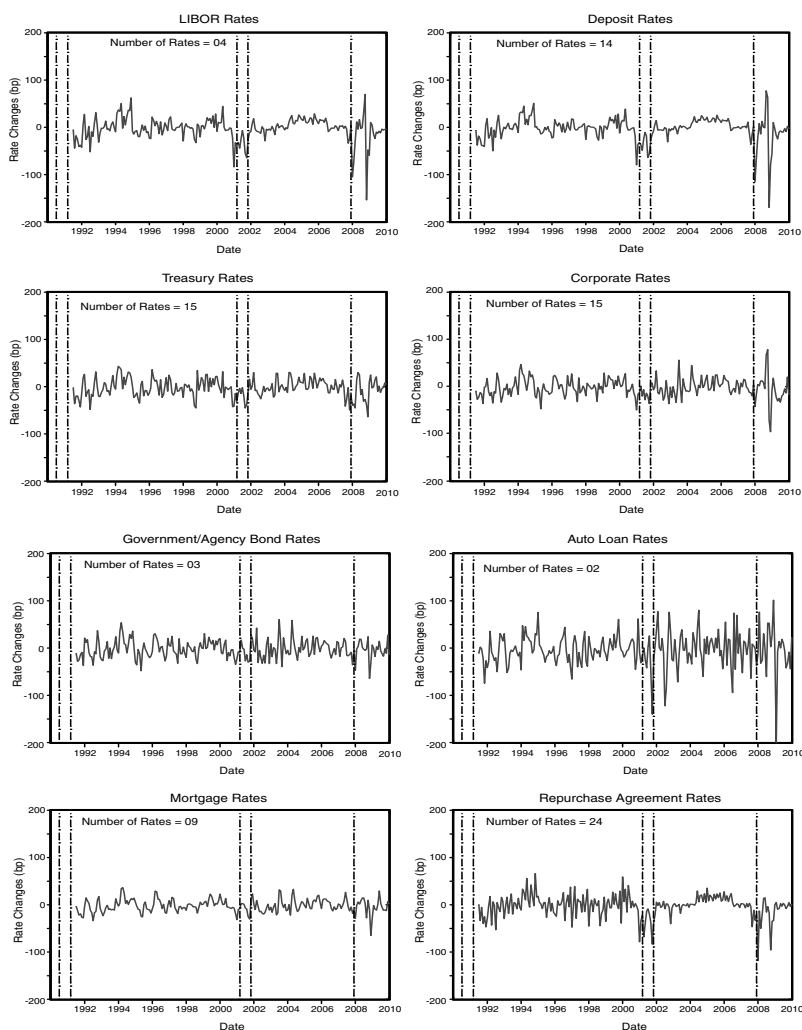 LIBOR Rates
Number of Rates = 04
Rate Changes (bp)
200
100
0
-100
-200
1992 1994 1996 1998 2000 2002 2004 2006 2008 2010
Date
Deposit Rates
Number of Rates = 14
Rate Changes (bp)
200
100
0
-100
-200
1992 1994 1996 1998 2000 2002 2004 2006 2008 2010
Date
Treasury Rates
Number of Rates = 15
Rate Changes (bp)
200
100
0
-100
-200
1992 1994 1996 1998 2000 2002 2004 2006 2008 2010
Date
Corporate Rates
Number of Rates = 15
Rate Changes (bp)
200
100
0
-100
-200
1992 1994 1996 1998 2000 2002 2004 2006 2008 2010
Date
Government/Agency Bond Rates
Number of Rates = 03
Rate Changes (bp)
200
100
0
-100
-200
1992 1994 1996 1998 2000 2002 2004 2006 2008 2010
Date
Auto Loan Rates
Number of Rates = 02
Rate Changes (bp)
200
100
0
-100
-200
1992 1994 1996 1998 2000 2002 2004 2006 2008 2010
Date
Mortgage Rates
Number of Rates = 09
Rate Changes (bp)
200
100
0
-100
-200
1992 1994 1996 1998 2000 2002 2004 2006 2008 2010
Date
Repurchase Agreement Rates
Number of Rates = 24
Rate Changes (bp)
200
100
0
-100
-200
1992 1994 1996 1998 2000 2002 2004 2006 2008 2010
Date